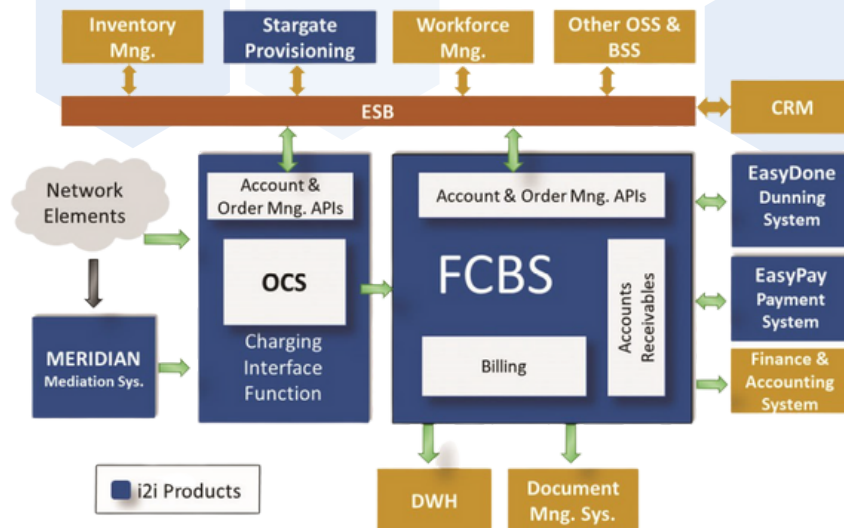 Inventory
Mng.
Stargate
Provisioning
Workforce
Mng.
Other OSS &
BSS
ESB
CRM
Network
Elements
Account &
Order Mng. APIs
Account & Order Mng. APIs
EasyDone
Dunning
System
OCS
FCBS
Accounts
Receivables
EasyPay
Payment
System
MERIDIAN
Mediation Sys.
Charging
Interface
Function
Billing
Finance &
Accounting
System
i2i Products
DWH
Document
Mng. Sys.